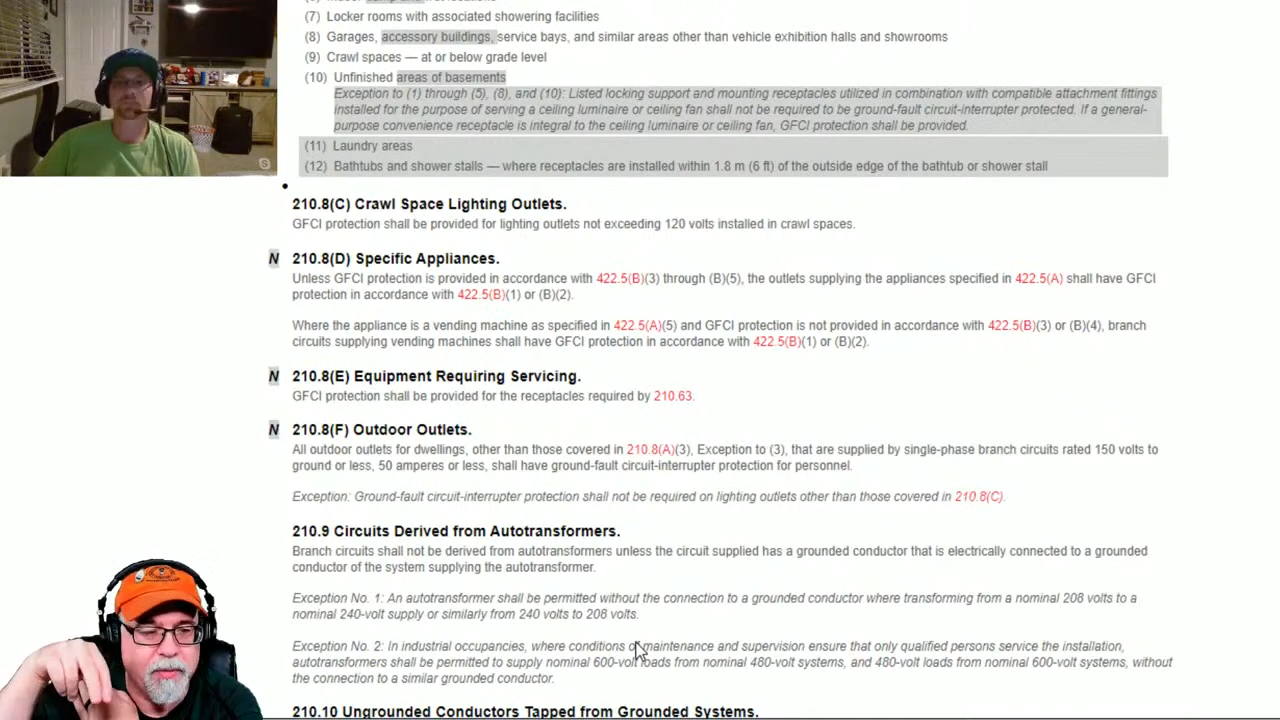 (7) Locker rooms with associated showering facilities
(8) Garages, accessory buildings, service bays, and similar areas other than vehicle exhibition halls and showrooms
(9) Crawl spaces — at or below grade level
(10) Unfinished areas of basements
Exception to (1) through (5), (8), and (10): Listed locking support and mounting receptacles utilized in combination with compatible attachment fittings
installed for the purpose of serving a ceiling luminaire or ceiling fan shall not be required to be ground-fault circuit-interrupter protected. If a general-
purpose convenience receptacle is integral to the ceiling luminaire or ceiling fan, GFCI protection shall be provided.
(11) Laundry areas
(12) Bathtubs and shower stalls — where receptacles are installed within 1.8 m (6 ft) of the outside edge of the bathtub or shower stall
210.8(C) Crawl Space Lighting Outlets.
GFCI protection shall be provided for lighting outlets not exceeding 120 volts installed in crawl spaces.
N 210.8(D) Specific Appliances.
Unless GFCI protection is provided in accordance with 422.5(B)(3) through (B)(5), the outlets supplying the appliances specified in 422.5(A) shall have GFCI
protection in accordance with 422.5(B)(1) or (B)(2).
Where the appliance is a vending machine as specified in 422.5(A)(5) and GFCI protection is not provided in accordance with 422.5(B)(3) or (B)(4), branch
circuits supplying vending machines shall have GFCI protection in accordance with 422.5(B)(1) or (B)(2).
N 210.8(E) Equipment Requiring Servicing.
GFCI protection shall be provided for the receptacles required by 210.63.
N 210.8(F) Outdoor Outlets.
All outdoor outlets for dwellings, other than those covered in 210.8(A)(3), Exception to (3), that are supplied by single-phase branch circuits rated 150 volts to
ground or less, 50 amperes or less, shall have ground-fault circuit-interrupter protection for personnel.
Exception: Ground-fault circuit-interrupter protection shall not be required on lighting outlets other than those covered in 210.8(C).
210.9 Circuits Derived from Autotransformers.
Branch circuits shall not be derived from autotransformers unless the circuit supplied has a grounded conductor that is electrically connected to a grounded
conductor of the system supplying the autotransformer.
Exception No. 1: An autotransformer shall be permitted without the connection to a grounded conductor where transforming from a nominal 208 volts to a
nominal 240-volt supply or similarly from 240 volts to 208 volts.
Exception No. 2: In industrial occupancies, where conditions of maintenance and supervision ensure that only qualified persons service the installation,
autotransformers shall be permitted to supply nominal 600-volt loads from nominal 480-volt systems, and 480-volt loads from nominal 600-volt systems, without
the connection to a similar grounded conductor.
210.10 Ungrounded Conductors Tapped from Grounded Systems.